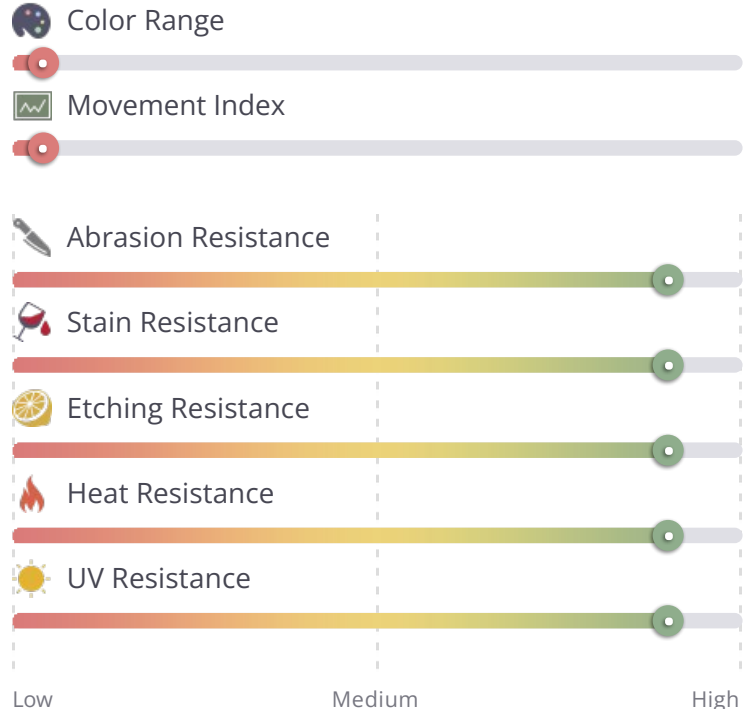 Color Range
Movement Index
Abrasion Resistance
Stain Resistance
Etching Resistance
Heat Resistance
UV Resistance
Low Medium High